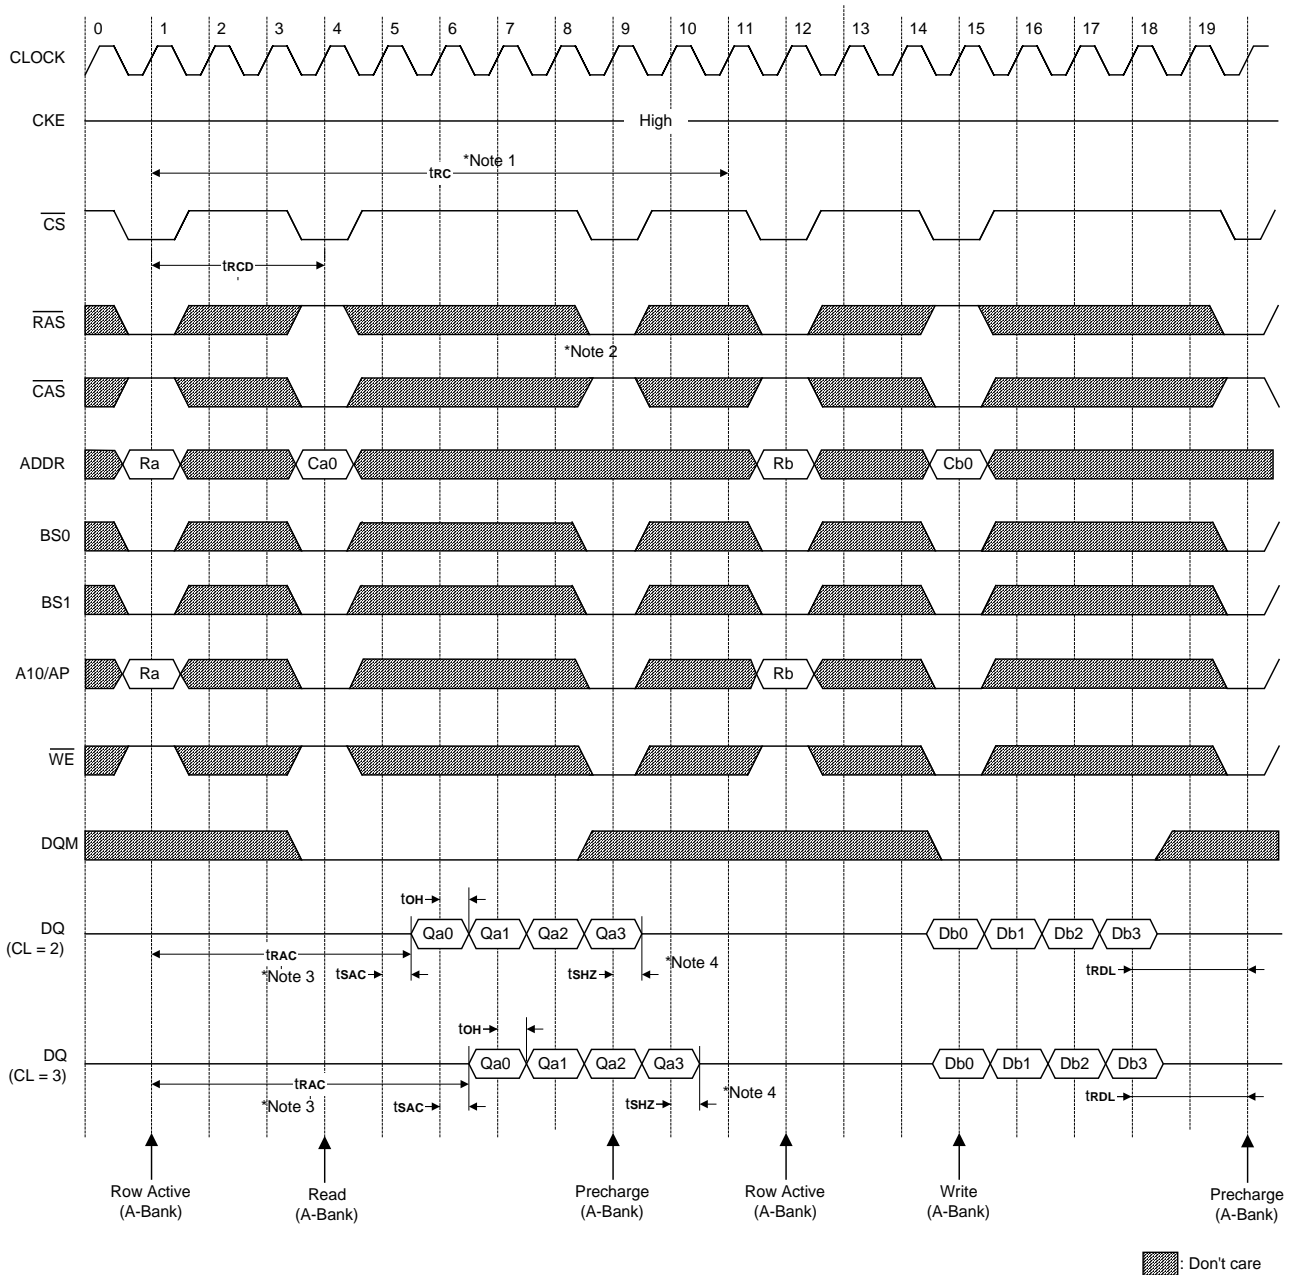 0 1 2 3 4 5 6 7 8 9 10 11 12 13 14 15 16 17 18 19
CLOCK
CKE High
*Note 1
tRC
CS
tRCD
RAS
*Note 2
CAS
ADDR Ra Ca0 Rb Cb0
BS0
BS1
A10/AP Ra Rb
WE
DQM
tOH
DQ Qa0 Qa1 Qa2 Qa3 Db0 Db1 Db2 Db3
(CL = 2)
tRAC
*Note 3 tSAC tSHZ *Note 4 tRDL
tOH
DQ Qa0 Qa1 Qa2 Qa3 Db0 Db1 Db2 Db3
(CL = 3)
tRAC
*Note 3 tSAC tSHZ *Note 4 tRDL
Row Active Read Precharge Row Active Write Precharge
(A-Bank) (A-Bank) (A-Bank) (A-Bank) (A-Bank) (A-Bank)
: Don't care